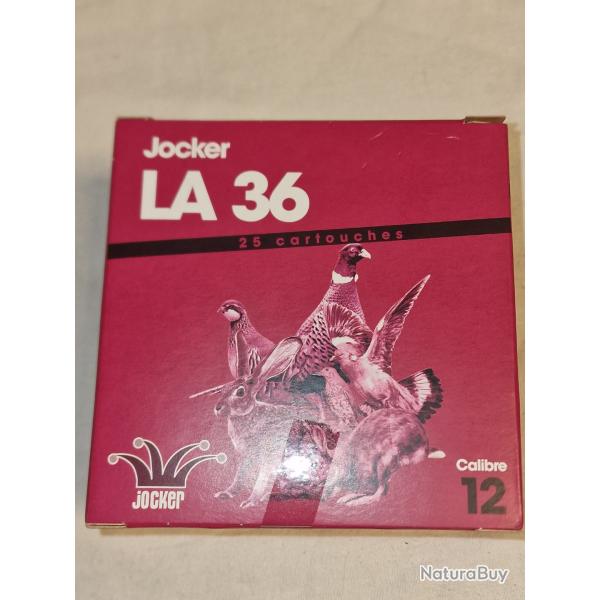 Jocker
LA 36
25 cartouches
Jocker
Calibre
12
NaturaBuy